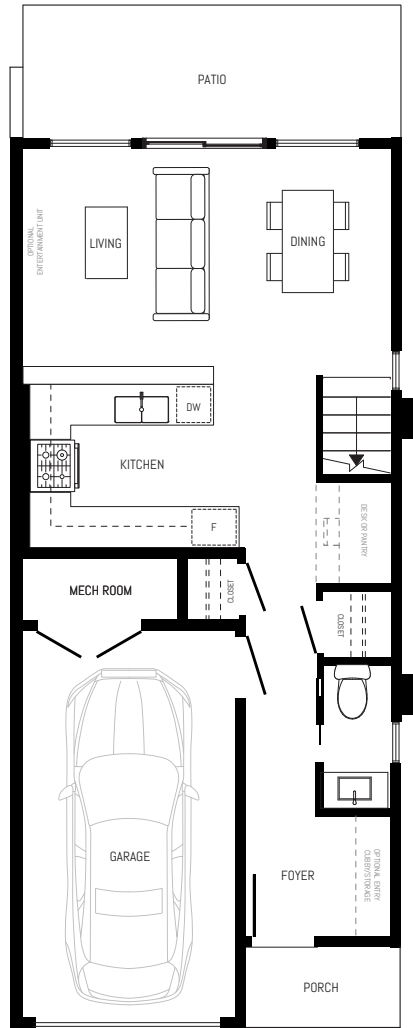 PATIO
OPTIONAL
ENTERTAINMENT UNIT
LIVING
DINING
DW
KITCHEN
F
DESK OR PANTRY
MECH ROOM
CLOSET
CLOSET
GARAGE
FOYER
OPTIONAL ENTRY
CUBBY/STORAGE
PORCH